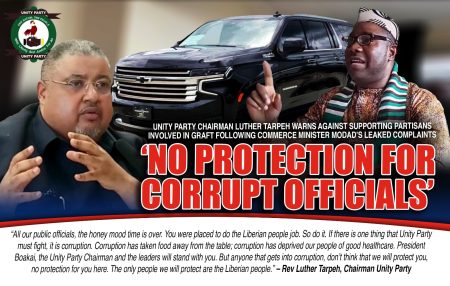 UNITY PARTY
UNITY PARTY
UNITY PARTY CHAIRMAN LUTHER TARPEH WARNS AGAINST SUPPORTING PARTISANS
INVOLVED IN GRAFT FOLLOWING COMMERCE MINISTER MODAD'S LEAKED COMPLAINTS
'NO PROTECTION FOR
CORRUPT OFFICIALS'
"All our public officials, the honey mood time is over. You were placed to do the Liberian people job. So do it. If there is one thing that Unity Party
must fight, it is corruption. Corruption has taken food away from the table; corruption has deprived our people of good healthcare. President
Boakai, the Unity Party Chairman and the leaders will stand with you. But anyone that gets into corruption, don't think that we will protect you,
no protection for you here. The only people we will protect are the Liberian people." – Rev Luther Tarpeh, Chairman Unity Party